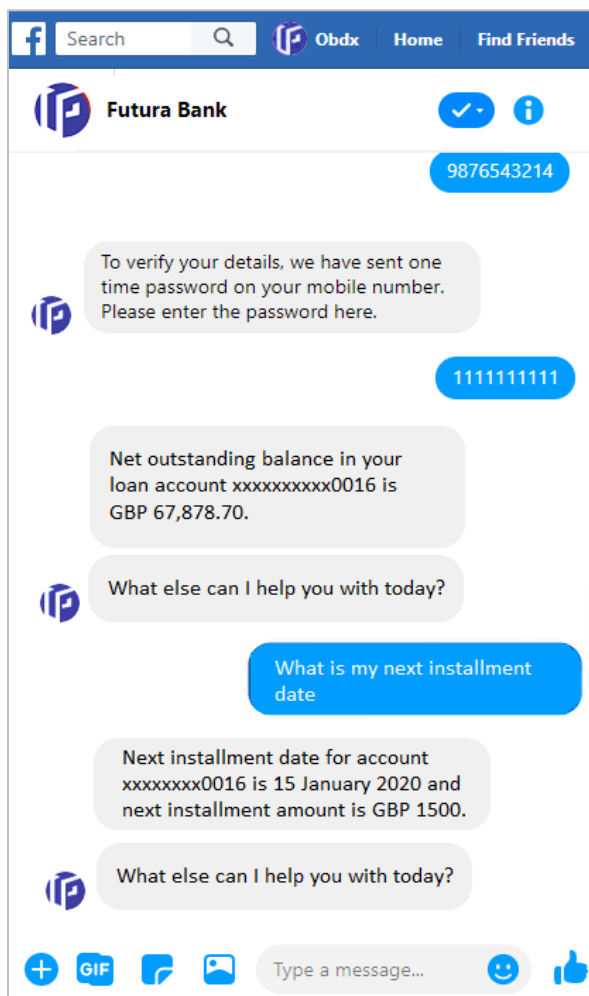 f Search Obdx Home Find Friends
Futura Bank
9876543214
To verify your details, we have sent one
time password on your mobile number.
Please enter the password here.
1111111111
Net outstanding balance in your
loan account xxxxxxxxxx0016 is
GBP 67,878.70.
What else can I help you with today?
What is my next installment
date
Next installment date for account
xxxxxxxx0016 is 15 January 2020 and
next installment amount is GBP 1500.
What else can I help you with today?
GIF Type a message...